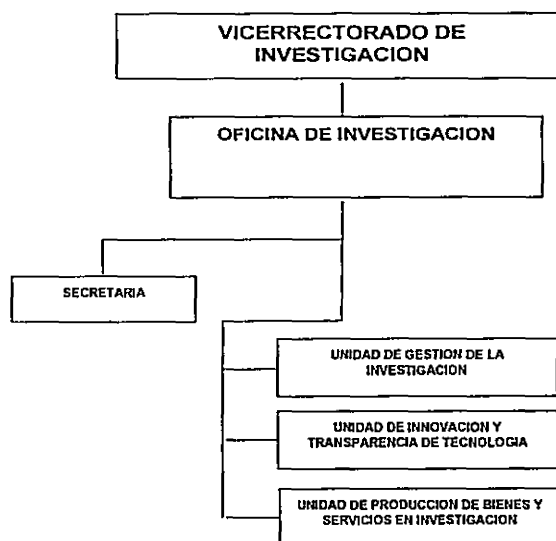 VICERRECTORADO DE
INVESTIGACION
OFICINA DE INVESTIGACION
SECRETARIA
UNIDAD DE GESTION DE LA
INVESTIGACION
UNIDAD DE INNOVACION Y
TRANSPARENCIA DE TECNOLOGIA
UNIDAD DE PRODUCCION DE BIENES Y
SERVICIOS EN INVESTIGACION